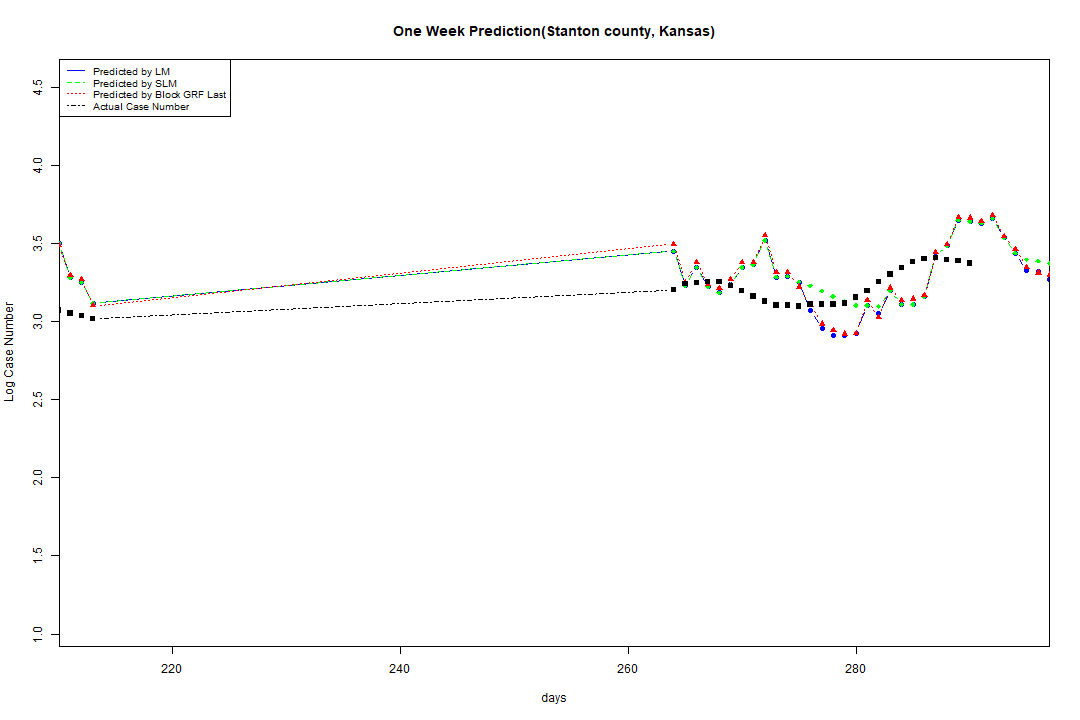 One Week Prediction(Stanton county, Kansas)
Predicted by LM
Predicted by SLM
Predicted by Block GRF Last
Actual Case Number
4.5
4.0
3.5
3.0
2.5
2.0
1.5
1.0
Log Case Number
220 240 260 280
days